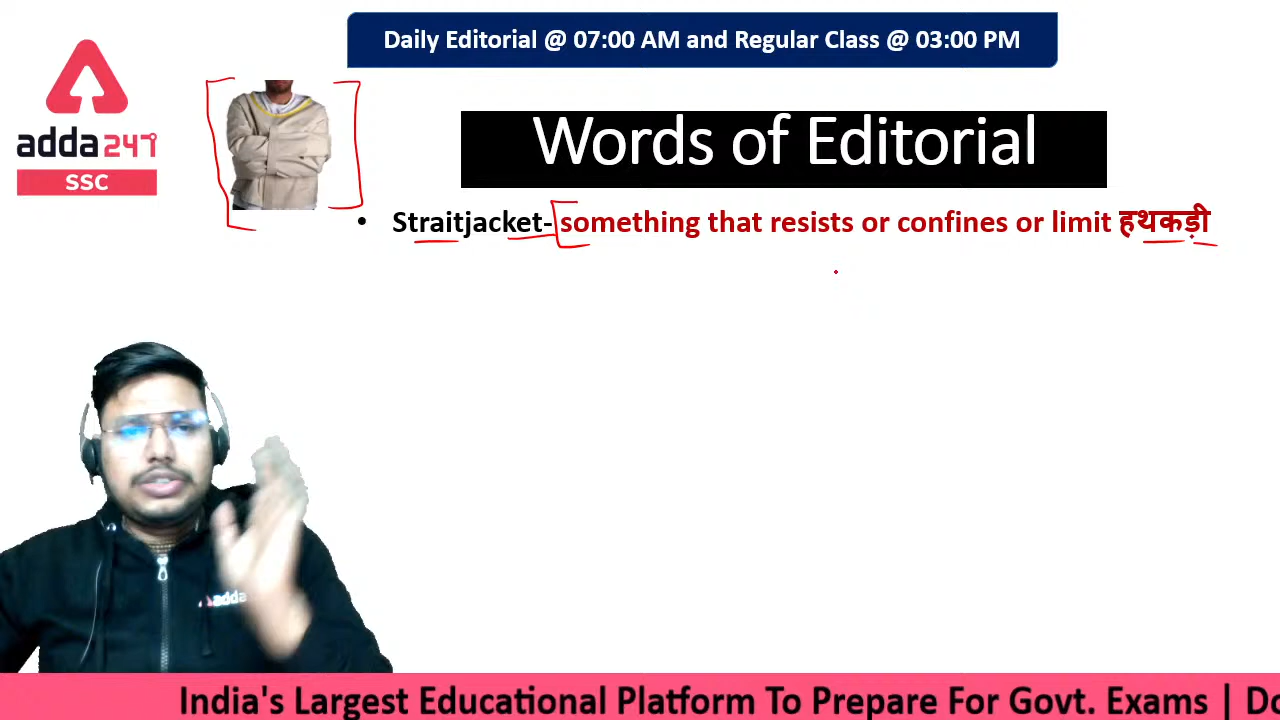 Daily Editorial @ 07:00 AM and Regular Class @ 03:00 PM
adda247
SSC
Words of Editorial
• Straitjacket- something that resists or confines or limit हथकड़ी
adda
India's Largest Educational Platform To Prepare For Govt. Exams | Do